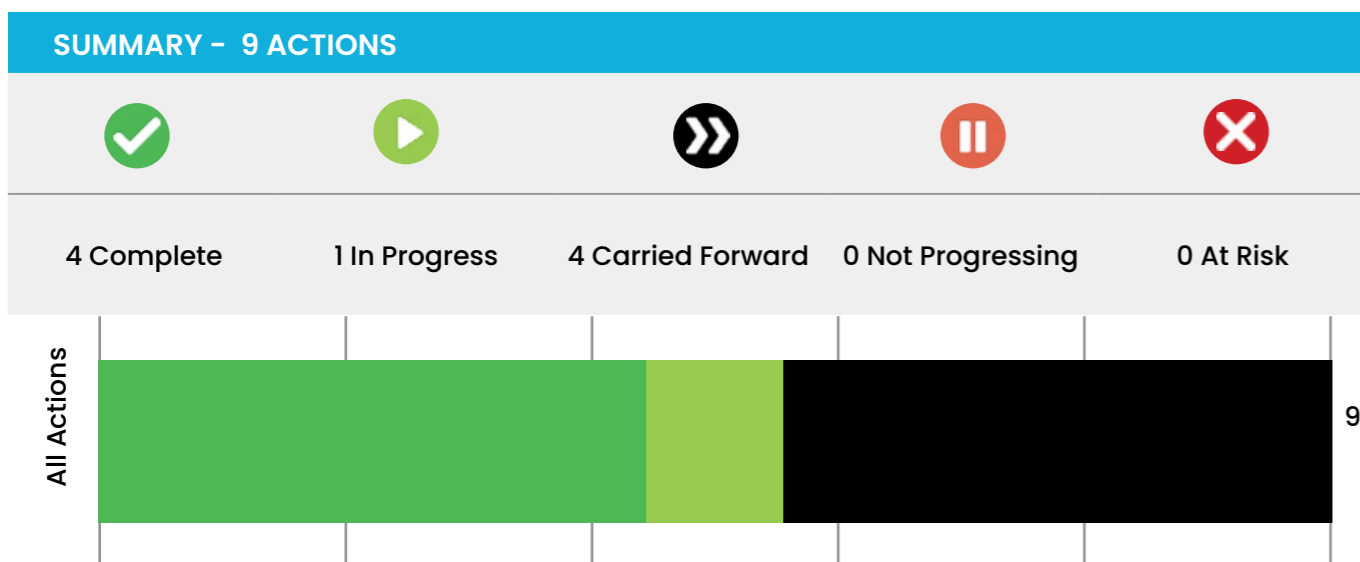 SUMMARY - 9 ACTIONS
4 Complete
1 In Progress
4 Carried Forward
0 Not Progressing
0 At Risk
All Actions
9